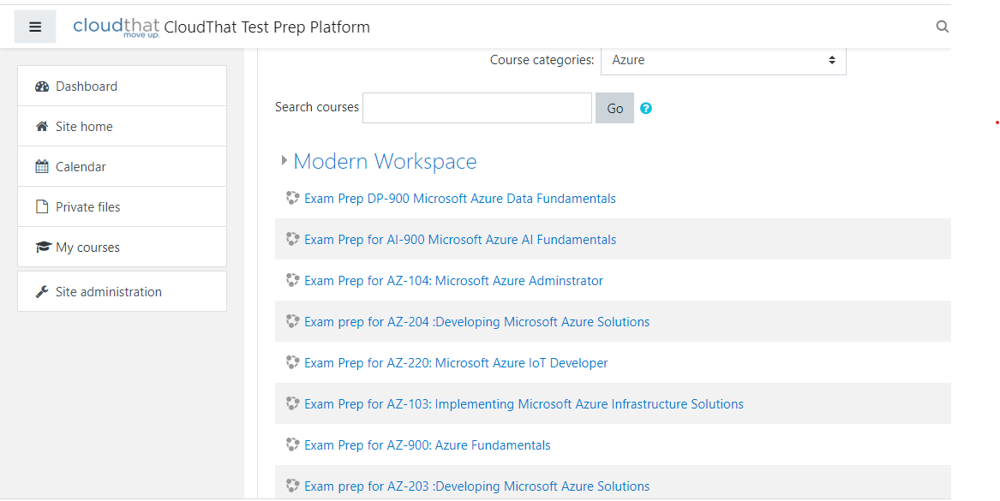 cloudthat
move up.
CloudThat Test Prep Platform
Dashboard
Site home
Calendar
Private files
My courses
Site administration
Course categories: Azure
Search courses Go ?
Modern Workspace
Exam Prep DP-900 Microsoft Azure Data Fundamentals
Exam Prep for AI-900 Microsoft Azure AI Fundamentals
Exam Prep for AZ-104: Microsoft Azure Adminstrator
Exam prep for AZ-204 :Developing Microsoft Azure Solutions
Exam Prep for AZ-220: Microsoft Azure IoT Developer
Exam Prep for AZ-103: Implementing Microsoft Azure Infrastructure Solutions
Exam Prep for AZ-900: Azure Fundamentals
Exam prep for AZ-203 :Developing Microsoft Azure Solutions